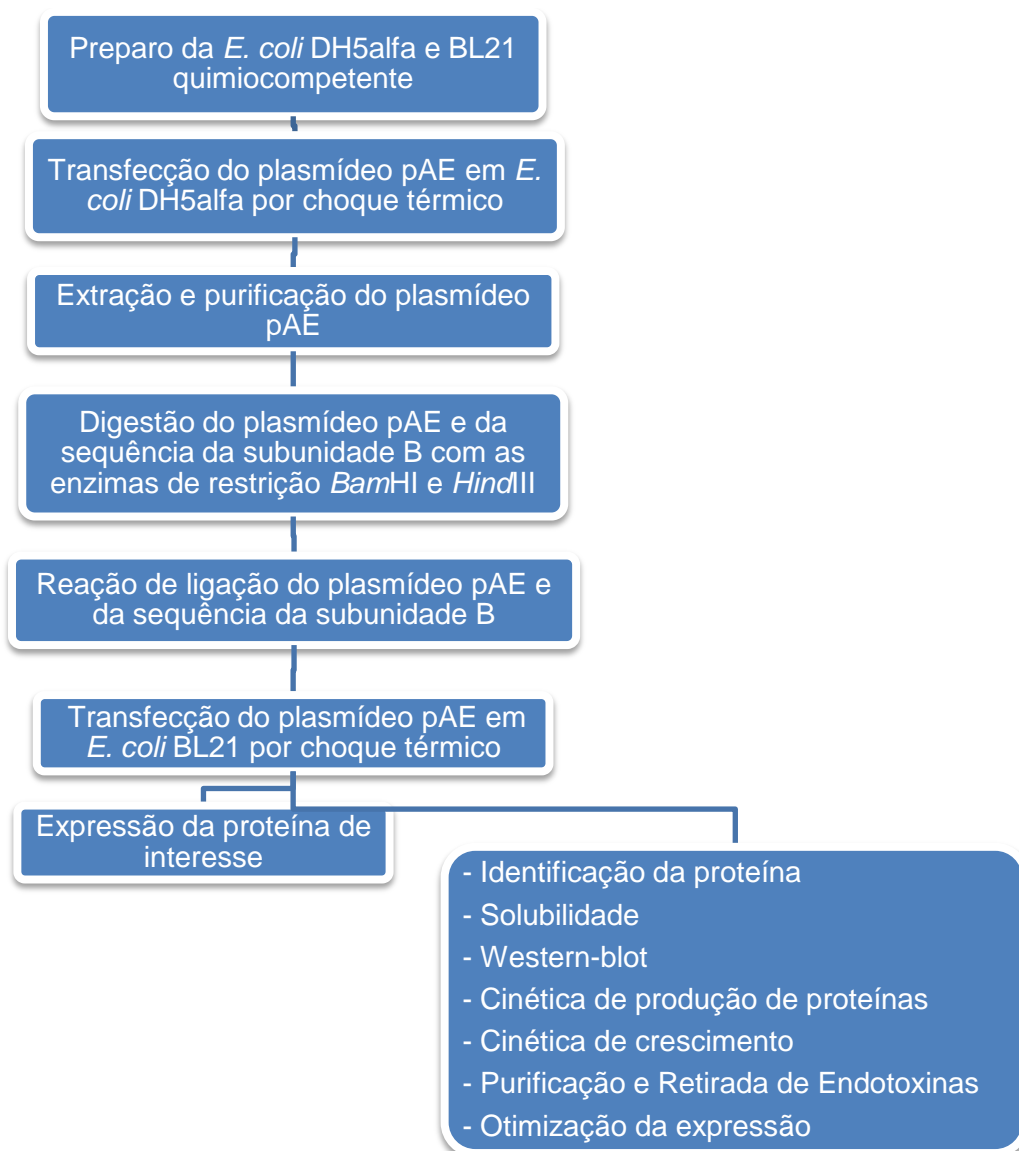 Preparo da E. coli DH5alfa e BL21
quimiocompetente
Transfecção do plasmídeo pAE em E.
coli DH5alfa por choque térmico
Extração e purificação do plasmídeo
pAE
Digestão do plasmídeo pAE e da
sequência da subunidade B com as
enzimas de restrição BamHI e HindIII
Reação de ligação do plasmídeo pAE e
da sequência da subunidade B
Transfecção do plasmídeo pAE em
E. coli BL21 por choque térmico
Expressão da proteína de
interesse
- Identificação da proteína
- Solubilidade
- Western-blot
- Cinética de produção de proteínas
- Cinética de crescimento
- Purificação e Retirada de Endotoxinas
- Otimização da expressão